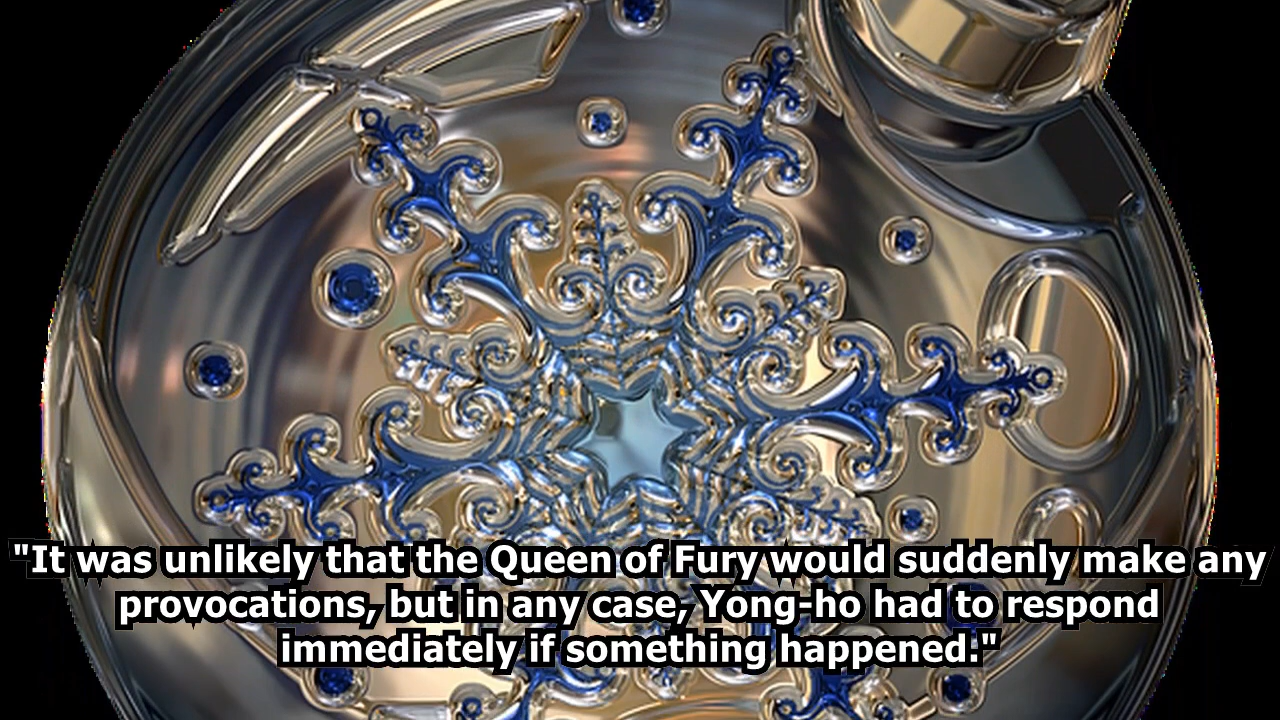 "It was unlikely that the Queen of Fury would suddenly make any
provocations, but in any case, Yong-ho had to respond
immediately if something happened."